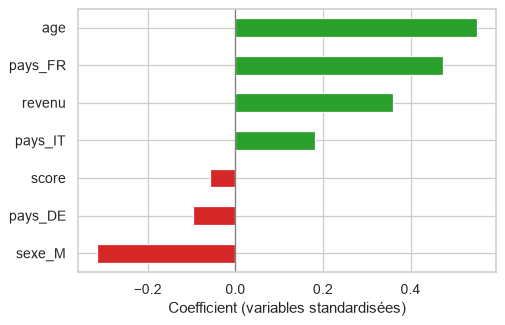 age
pays_FR
revenu
pays_IT
score
pays_DE
sexe_M
−0.2 0.0 0.2 0.4
Coefficient (variables standardisées)